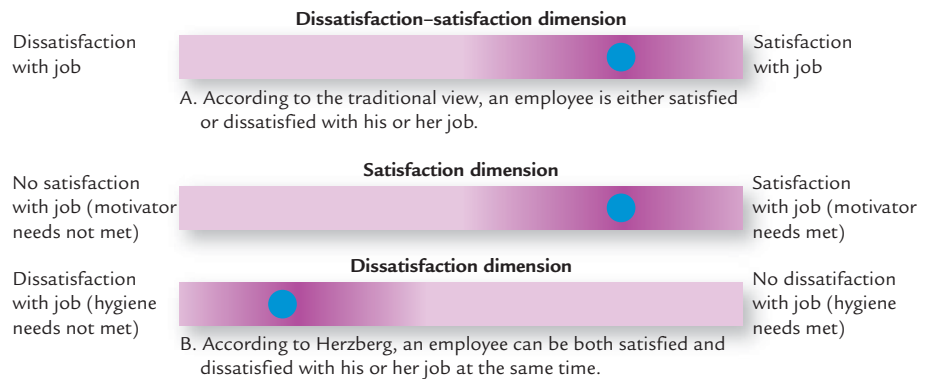 Dissatisfaction–satisfaction dimension
Dissatisfaction
with job
Satisfaction
with job
A. According to the traditional view, an employee is either satisfied
or dissatisfied with his or her job.
Satisfaction dimension
No satisfaction
with job (motivator
needs not met)
Satisfaction
with job (motivator
needs met)
Dissatisfaction dimension
Dissatisfaction
with job (hygiene
needs not met)
No dissatifaction
with job (hygiene
needs met)
B. According to Herzberg, an employee can be both satisfied and
dissatisfied with his or her job at the same time.